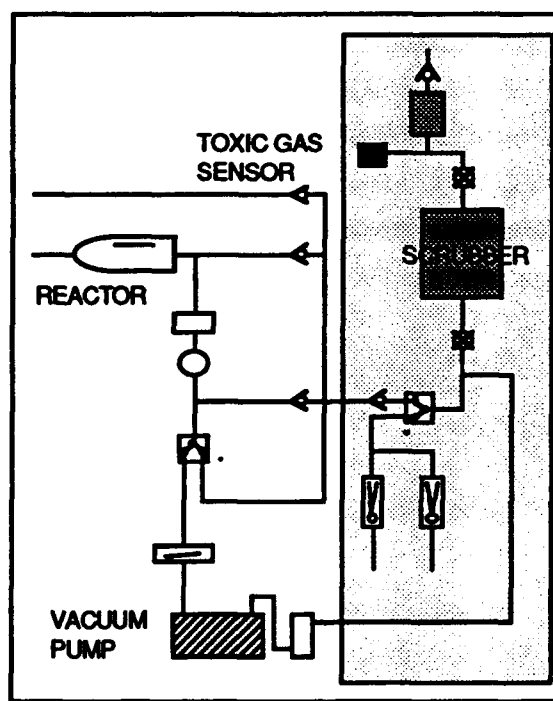 TOXIC GAS
SENSOR
SCRUBBER
REACTOR
VACUUM
PUMP